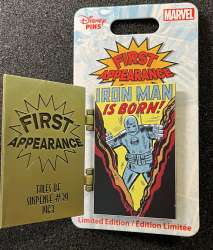 Disney
PINS
MARVEL
FIRST
APPEARANCE
IRON MAN
IS BORN!
FIRST
APPEARANCE
TALES OF
SUSPENSE #39
1963
Limited Edition / Édition Limitée